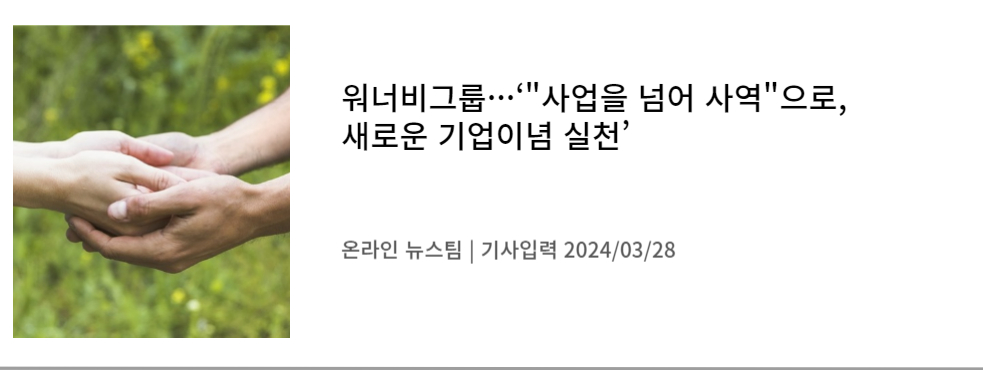 워너비그룹…‘"사업을 넘어 사역"으로,
새로운 기업이념 실천’
온라인 뉴스팀 | 기사입력 2024/03/28